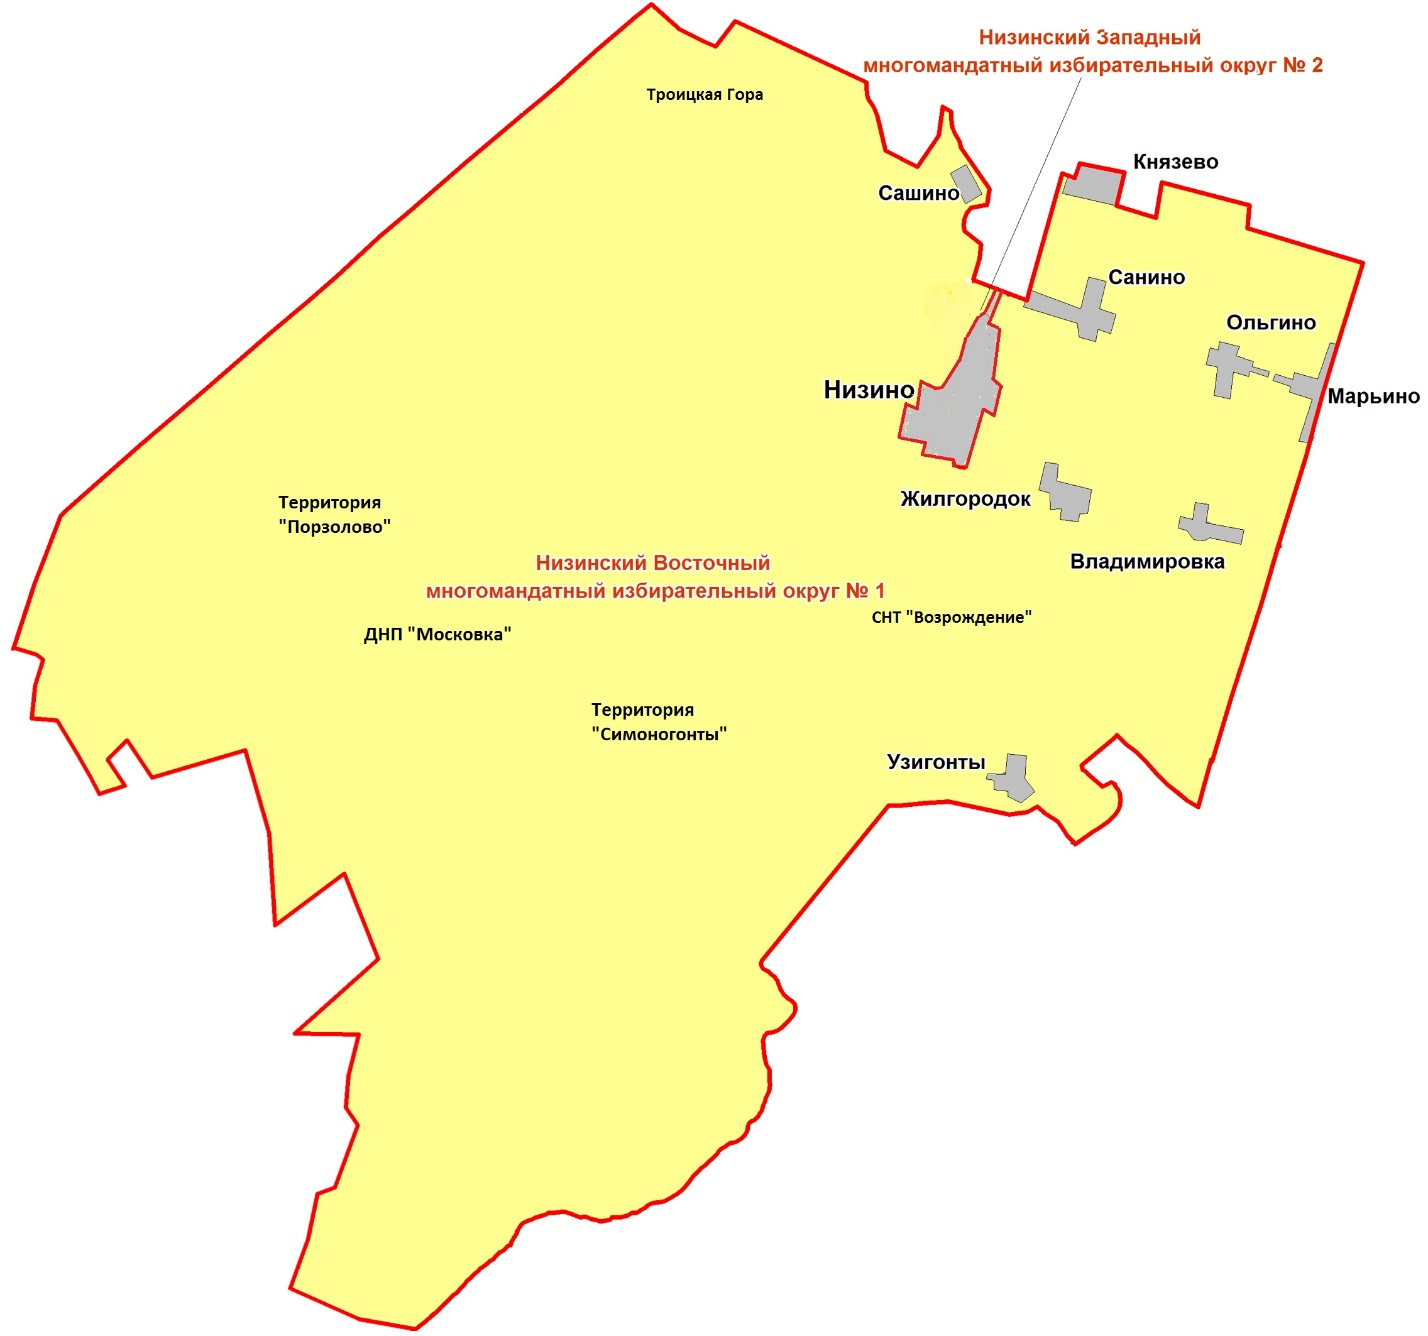 Низинский Западный
многомандатный избирательный округ № 2
Троицкая Гора
Князево
Сашино
Санино
Ольгино
Низино
Марьино
Жилгородок
Территория
"Порзолово"
Владимировка
Низинский Восточный
многомандатный избирательный округ № 1
СНТ "Возрождение"
ДНП "Московка"
Территория
"Симоногонты"
Узигонты